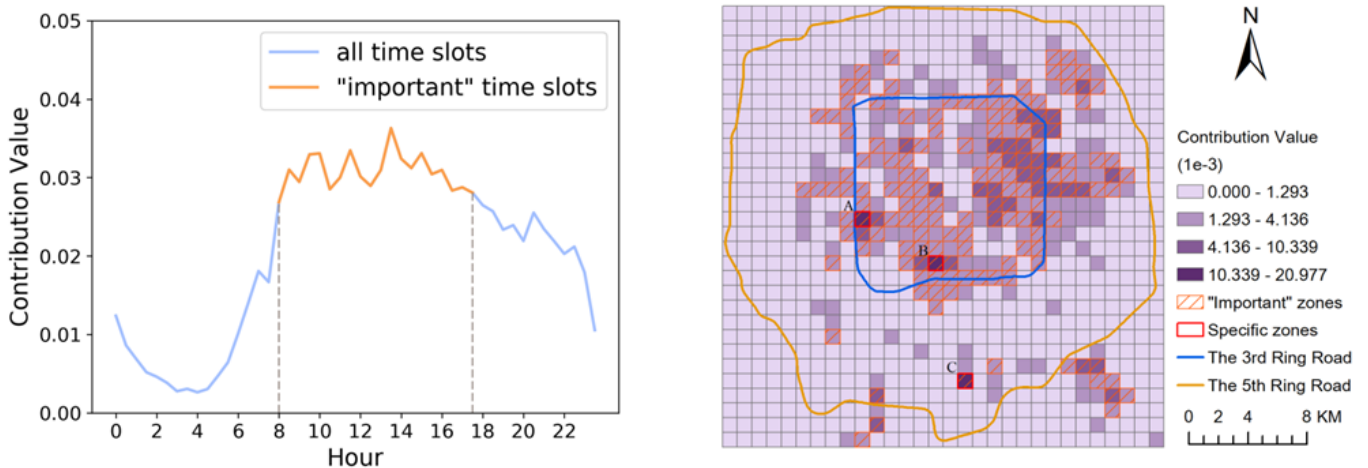 0.05
0.04
0.03
0.02
0.01
0.00
Contribution Value
all time slots
"important" time slots
0 2 4 6 8 10 12 14 16 18 20 22
Hour
A
B
C
N
Contribution Value
(1e-3)
0.000 - 1.293
1.293 - 4.136
4.136 - 10.339
10.339 - 20.977
"Important" zones
Specific zones
The 3rd Ring Road
The 5th Ring Road
0 4 8 KM